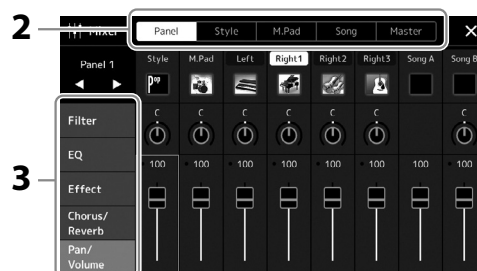 2
Mixer
Panel Style M.Pad Song Master
Panel 1
Style M.Pad Left Right1 Right2 Right3 Song A Song B
Pop
C C C C C C C
100 100 100 100 100 100 100 100
3
Filter
EQ
Effect
Chorus/
Reverb
Pan/
Volume